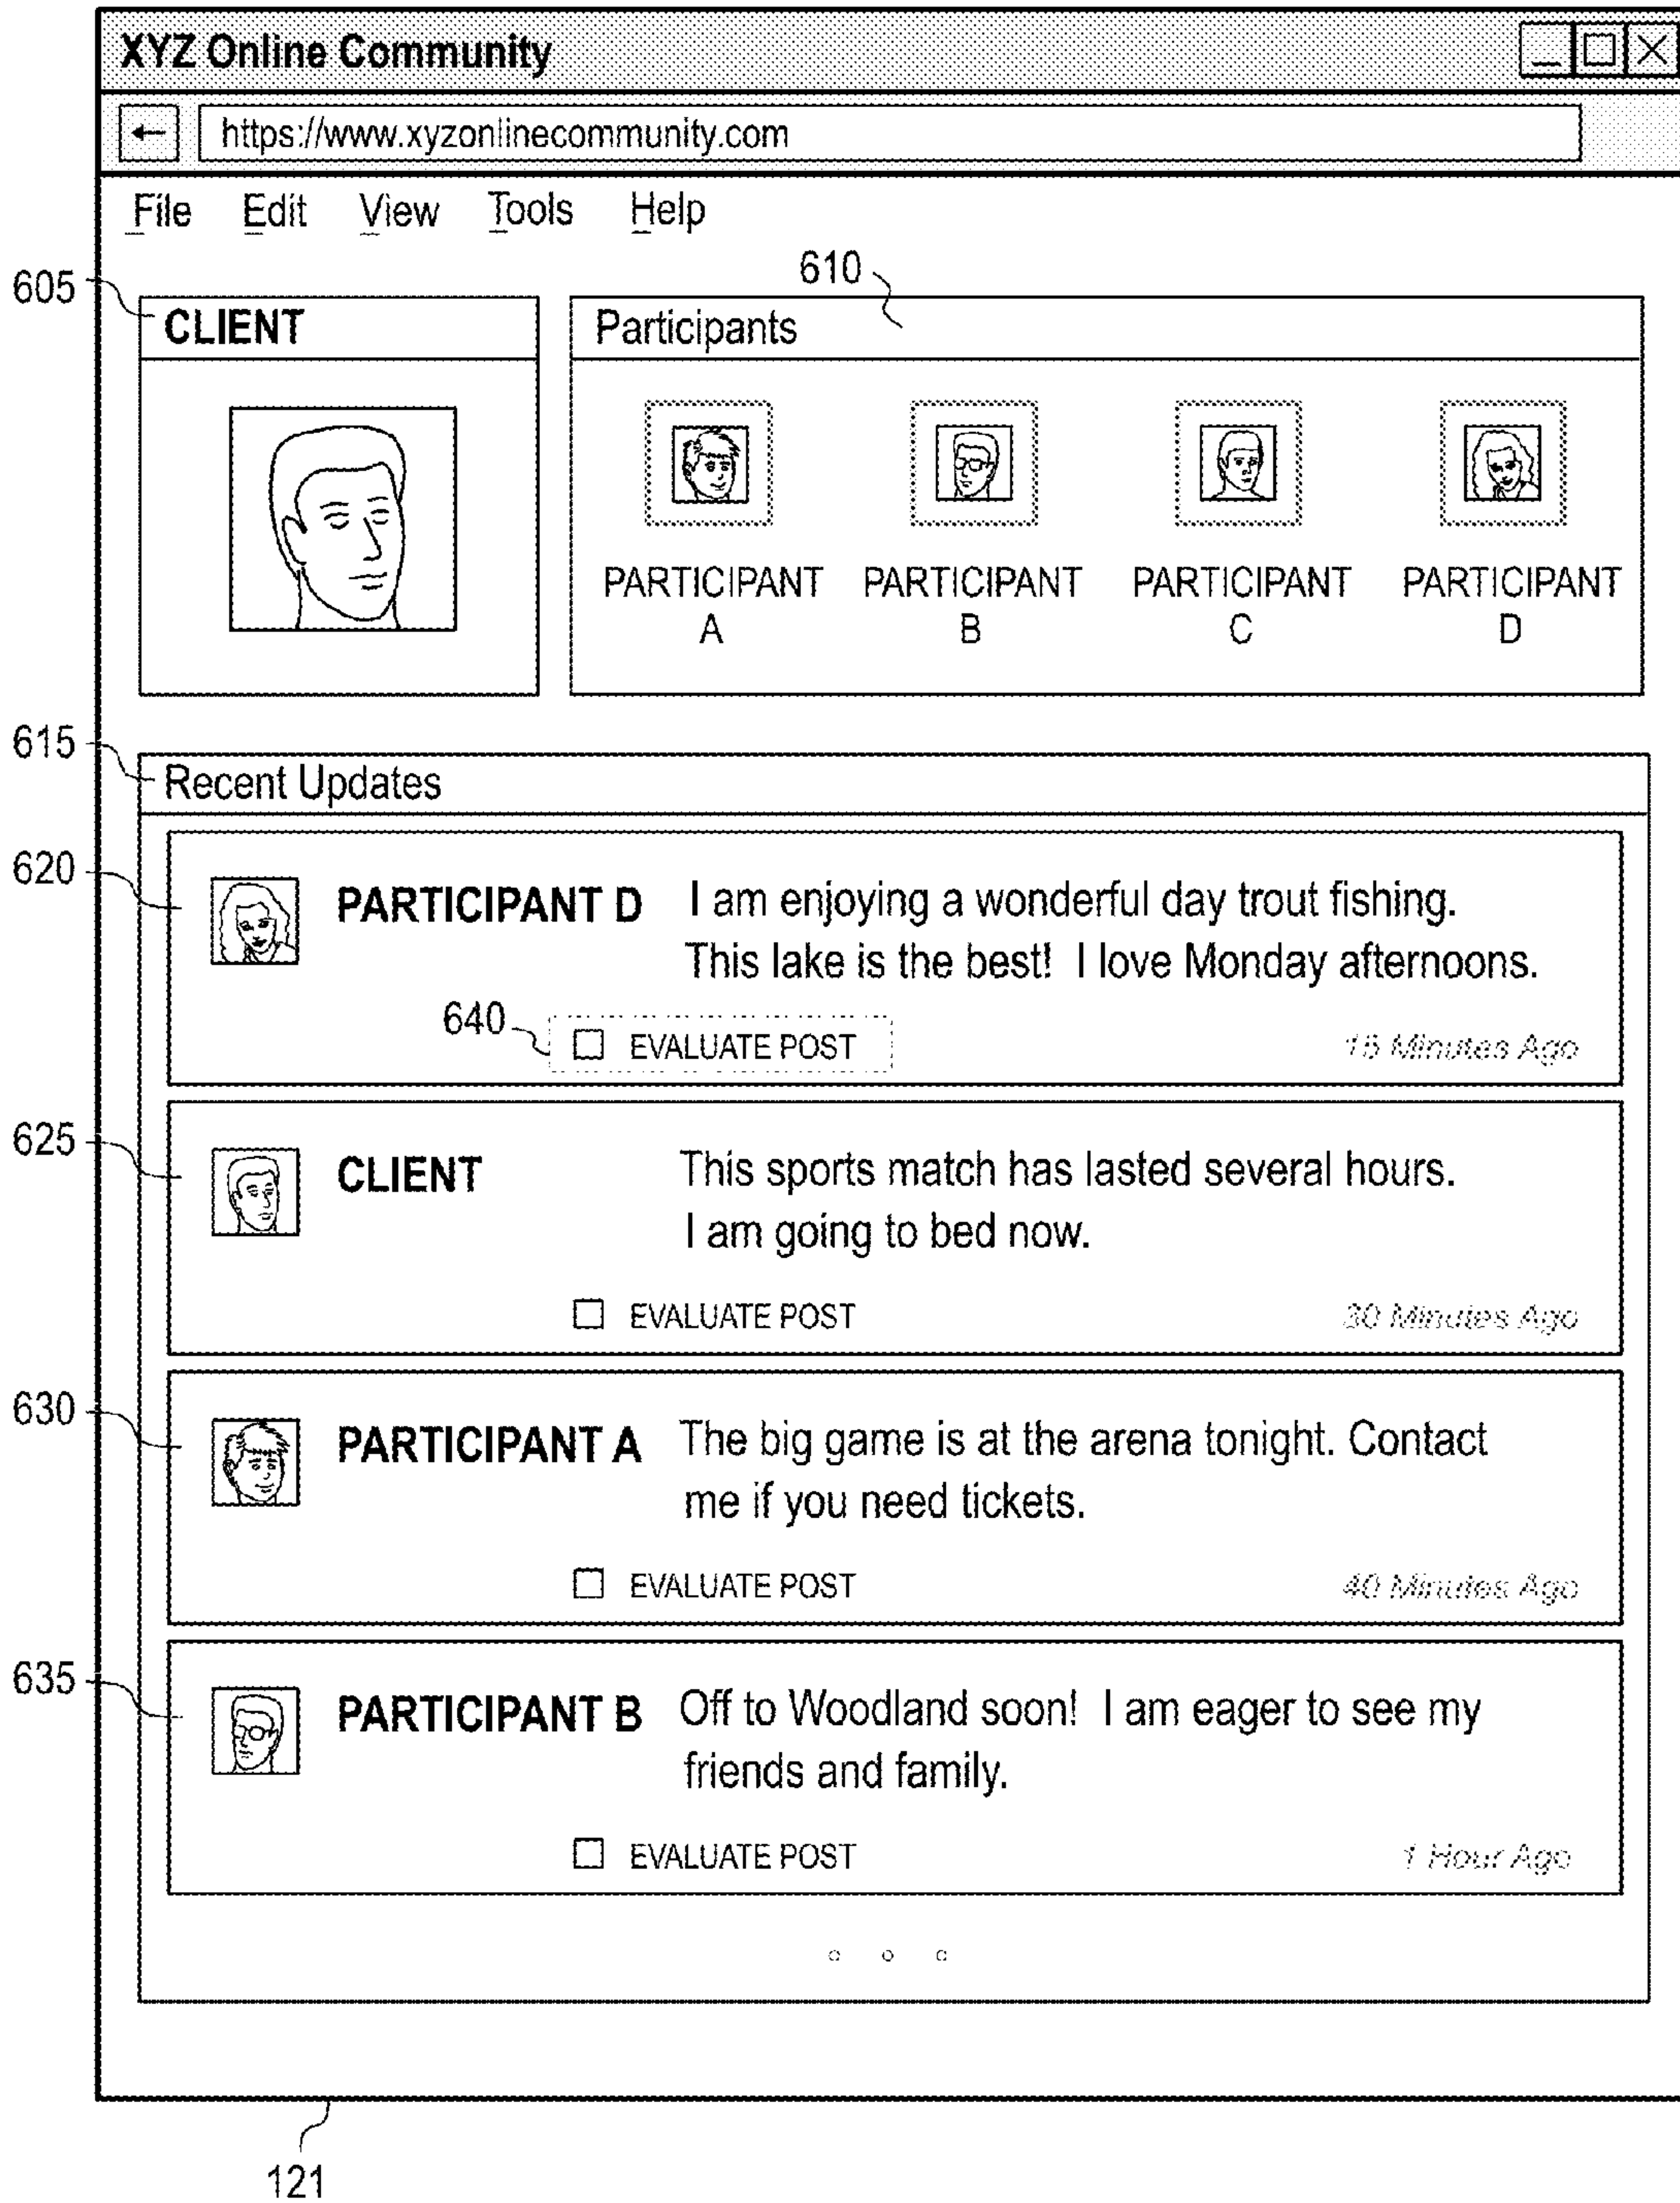 XYZ Online Community
https://www.xyzonlinecommunity.com
File Edit View Tools Help
605
610
CLIENT
Participants
PARTICIPANT A
PARTICIPANT B
PARTICIPANT C
PARTICIPANT D
615
Recent Updates
620
PARTICIPANT D I am enjoying a wonderful day trout fishing.
This lake is the best! I love Monday afternoons.
640
EVALUATE POST 15 Minutes Ago
625
CLIENT This sports match has lasted several hours.
I am going to bed now.
EVALUATE POST 30 Minutes Ago
630
PARTICIPANT A The big game is at the arena tonight. Contact
me if you need tickets.
EVALUATE POST 40 Minutes Ago
635
PARTICIPANT B Off to Woodland soon! I am eager to see my
friends and family.
EVALUATE POST 1 Hour Ago
121